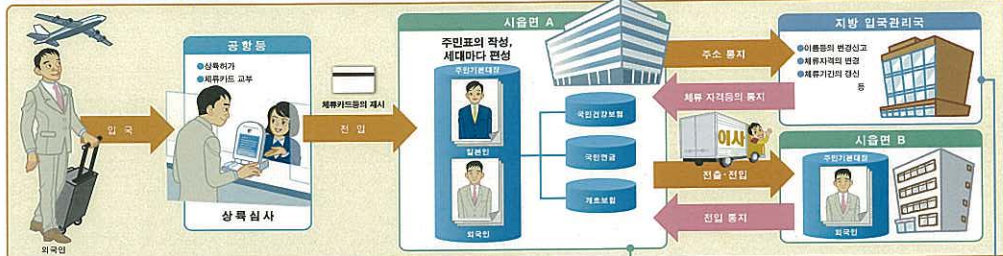 외국인
입 국
공항등
●상륙허가
●체류카드 교부
상륙심사
체류카드등의 제시
전 입
시읍면 A
주민표의 작성,
세대마다 편성
주민기본대장
일본인
외국인
국민건강보험
국민연금
개호보험
주소 통지
체류 자격등의 통지
이사
전출·전입
전입 통지
지방 입국관리국
●이름등의 변경신고
●체류자격의 변경
●체류기간의 갱신
등
시읍면 B
주민기본대장
외국인